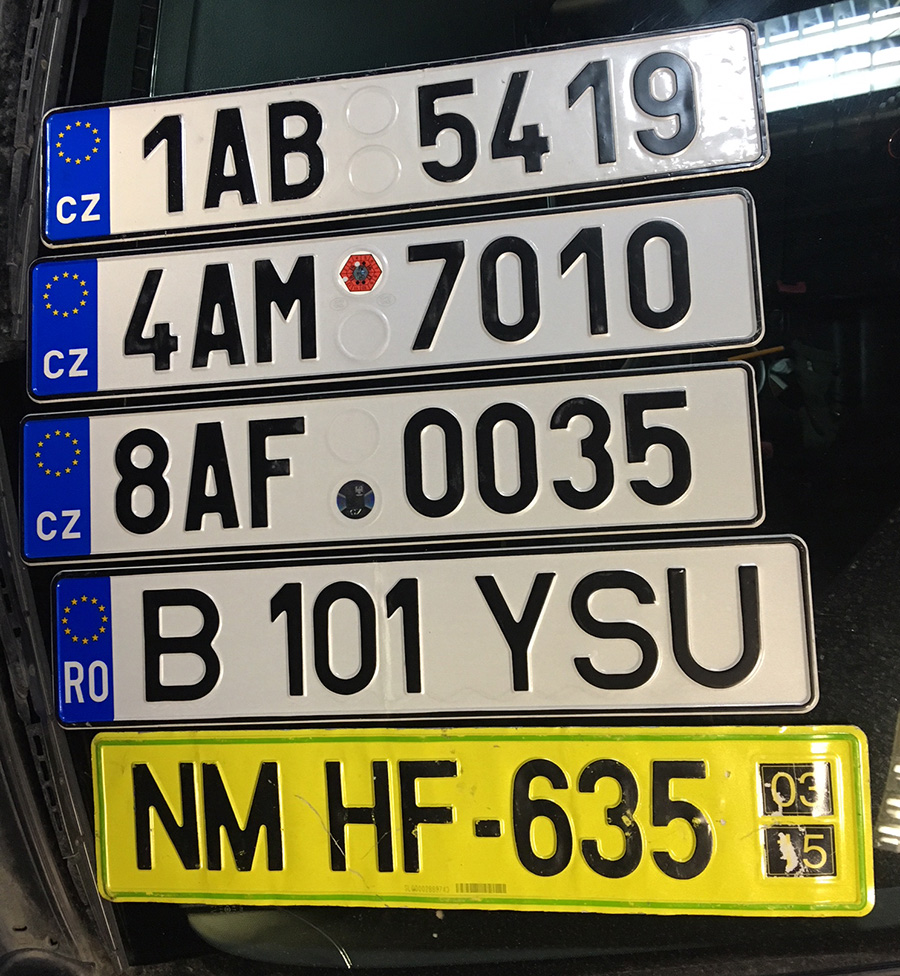 CZ 1AB 5419
CZ 4AM 7010
CZ 8AF 0035
RO B 101 YSU
NM HF-635 03
5